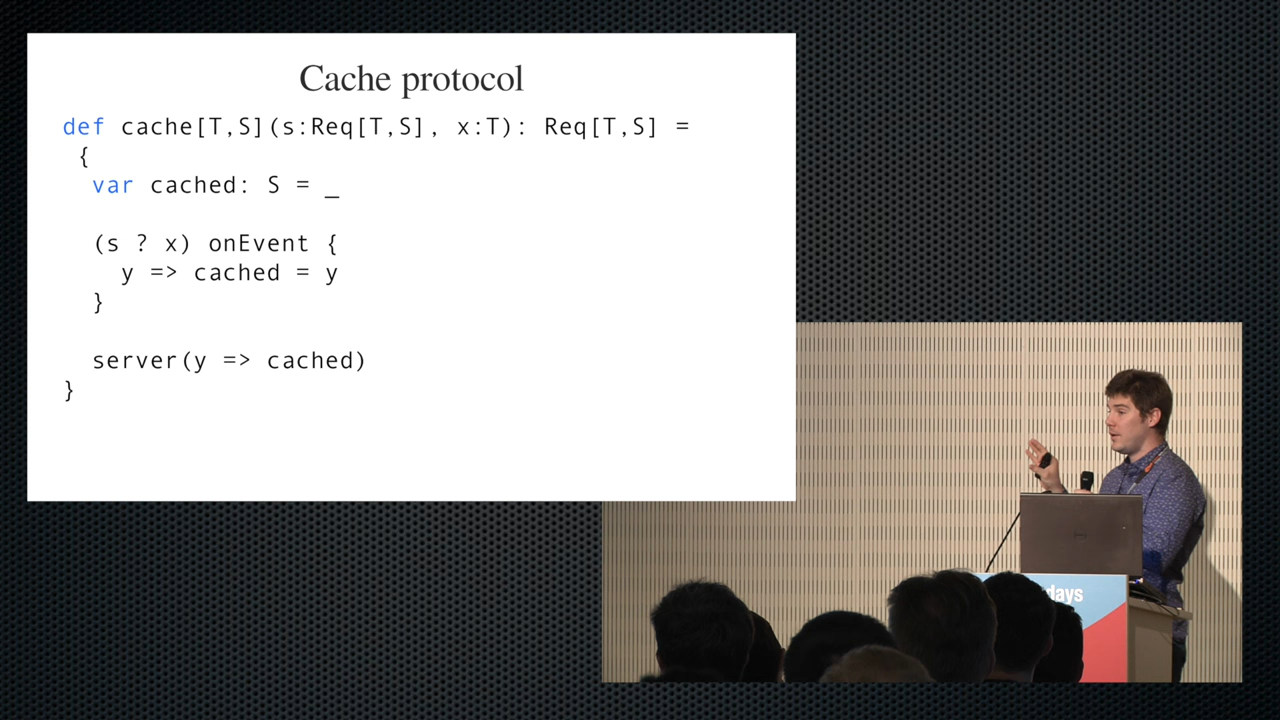 Cache protocol
def cache[T,S](s:Req[T,S], x:T): Req[T,S] =
{
var cached: S = _
(s ? x) onEvent {
y => cached = y
}
server(y => cached)
}
days